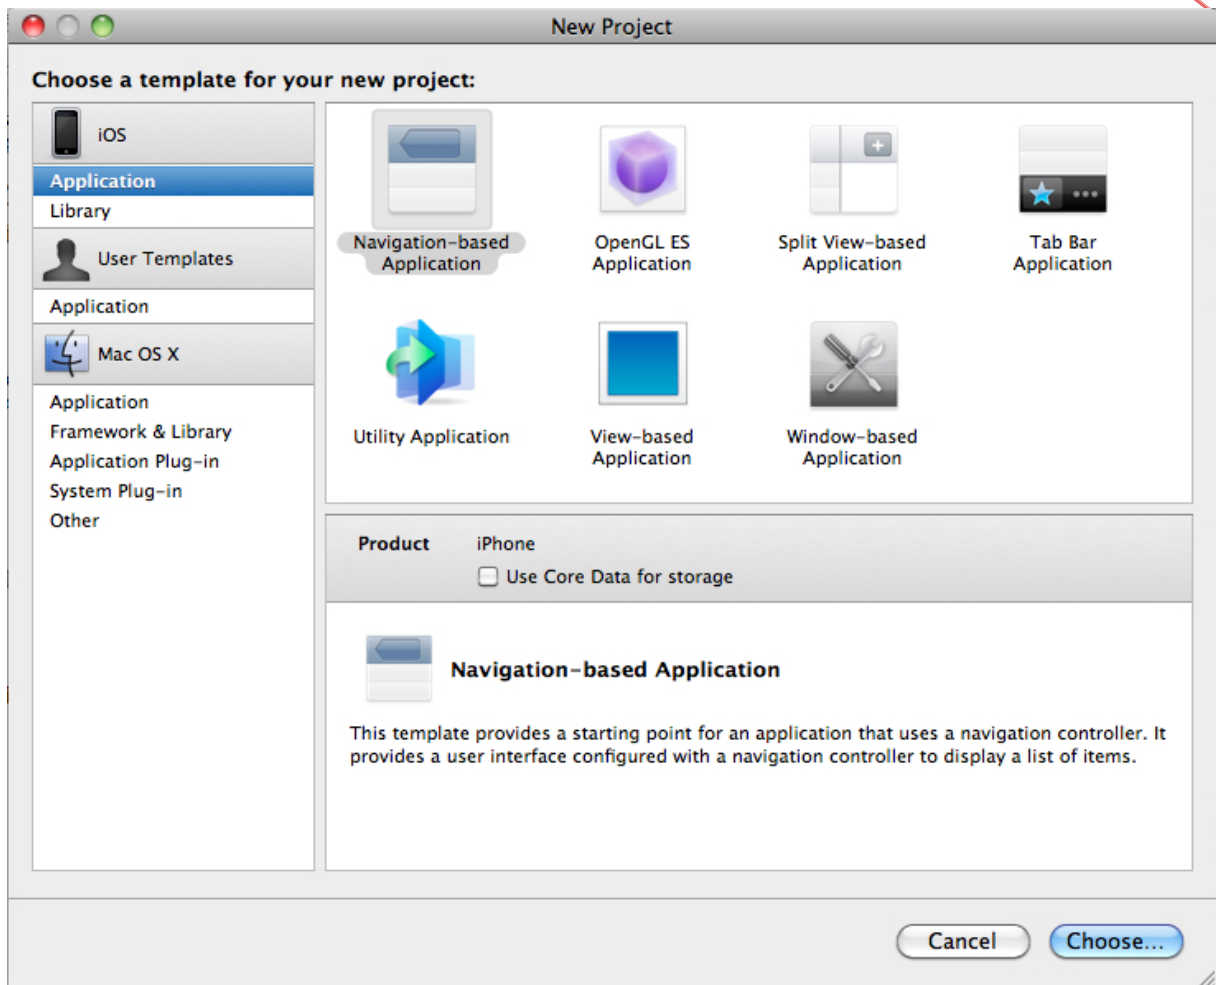 New Project
Choose a template for your new project:
iOS
Application
Library
User Templates
Application
Mac OS X
Application
Framework & Library
Application Plug-in
System Plug-in
Other
Navigation-based
Application
OpenGL ES
Application
Split View-based
Application
Tab Bar
Application
Utility Application
View-based
Application
Window-based
Application
Product iPhone
Use Core Data for storage
Navigation-based Application
This template provides a starting point for an application that uses a navigation controller. It
provides a user interface configured with a navigation controller to display a list of items.
Cancel
Choose...